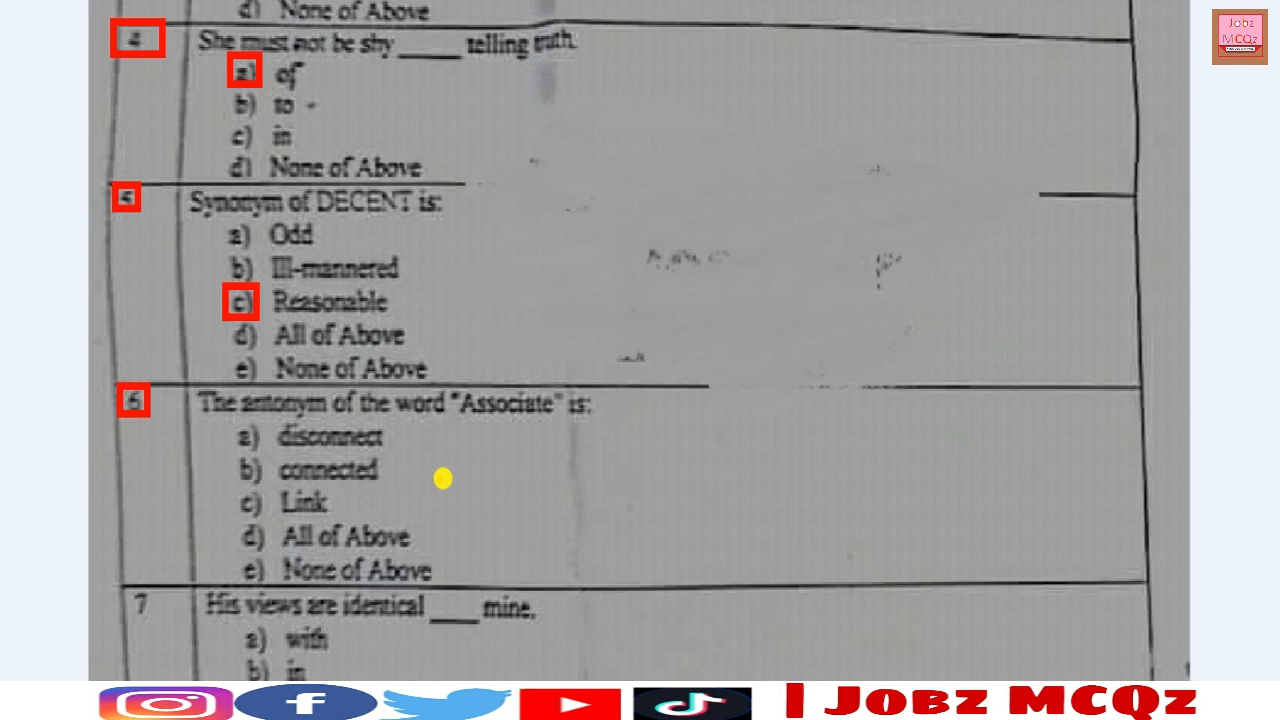 d) None of Above
4 She must not be shy _____ telling truth.
a) of
b) to
c) in
d) None of Above
5 Synonym of DECENT is:
a) Odd
b) Ill-mannered
c) Reasonable
d) All of Above
e) None of Above
6 The antonym of the word "Associate" is:
a) disconnect
b) connected
c) Link
d) All of Above
e) None of Above
7 His views are identical ____ mine.
a) with
b) in
Jobz
MCQz
| Jobz MCQz